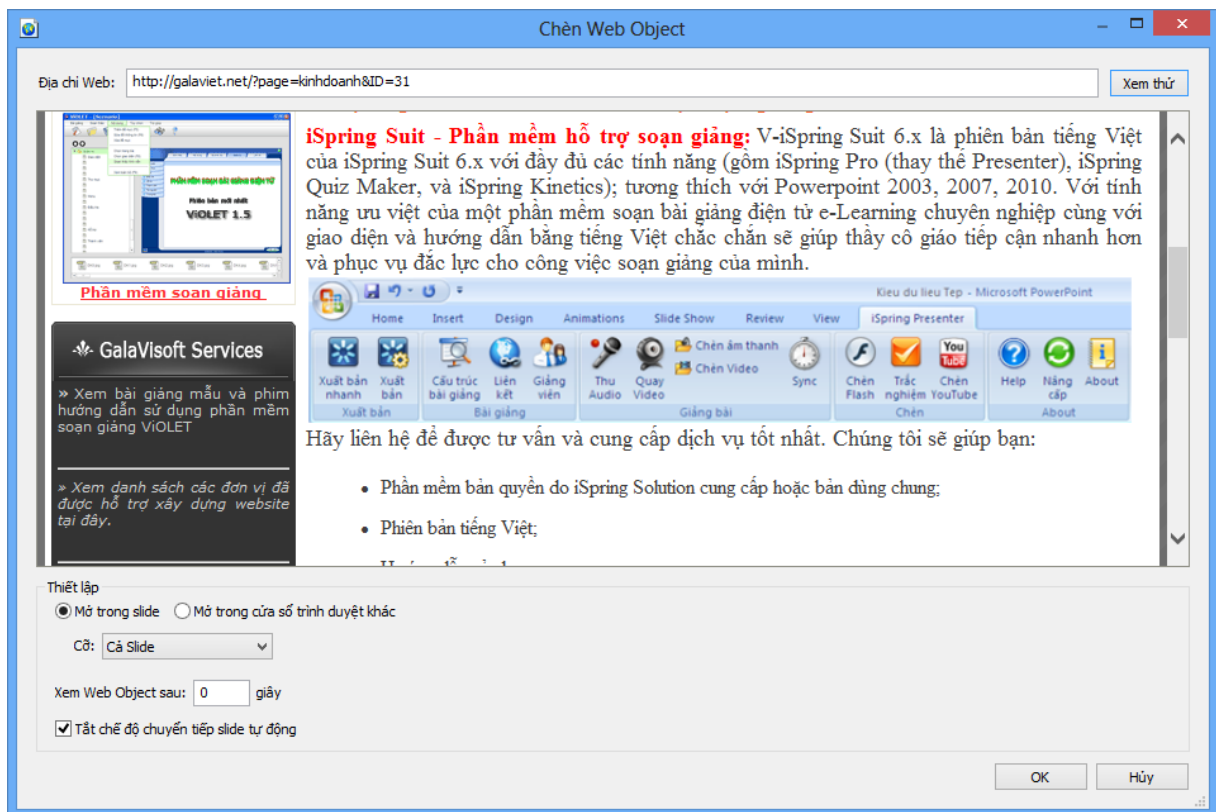 Chèn Web Object
Địa chỉ Web: http://galaviet.net/?page=kinhdoanh&ID=31 Xem thử
PHẦN MỀM SOẠN BÀI GIẢNG ĐIỆN TỬ
Phiên bản mới nhất
ViOLET 1.5
Phần mềm soạn giảng
GalaVisoft Services
» Xem bài giảng mẫu và phim
hướng dẫn sử dụng phần mềm
soạn giảng ViOLET
» Xem danh sách các đơn vị đã
được hỗ trợ xây dựng website
tại đây.
iSpring Suit - Phần mềm hỗ trợ soạn giảng: V-iSpring Suit 6.x là phiên bản tiếng Việt
của iSpring Suit 6.x với đầy đủ các tính năng (gồm iSpring Pro (thay thế Presenter), iSpring
Quiz Maker, và iSpring Kinetics); tương thích với Powerpoint 2003, 2007, 2010. Với tính
năng ưu việt của một phần mềm soạn bài giảng điện tử e-Learning chuyên nghiệp cùng với
giao diện và hướng dẫn bằng tiếng Việt chắc chắn sẽ giúp thầy cô giáo tiếp cận nhanh hơn
và phục vụ đắc lực cho công việc soạn giảng của mình.
Kieu du lieu Tep - Microsoft PowerPoint
Home Insert Design Animations Slide Show Review View iSpring Presenter
Chèn âm thanh
Chèn Video
Xuất bản Xuất Cấu trúc Liên Giảng Thu Quay Sync Chèn Trắc Chèn Help Nâng About
nhanh bản bài giảng kết viên Audio Video Flash nghiệm YouTube cấp
Xuất bản Bài giảng Giảng bài Chèn About
Hãy liên hệ để được tư vấn và cung cấp dịch vụ tốt nhất. Chúng tôi sẽ giúp bạn:
• Phần mềm bản quyền do iSpring Solution cung cấp hoặc bản dùng chung;
• Phiên bản tiếng Việt;
Thiết lập
Mở trong slide Mở trong cửa sổ trình duyệt khác
Cỡ: Cả Slide
Xem Web Object sau: 0 giây
Tắt chế độ chuyển tiếp slide tự động
OK Hủy